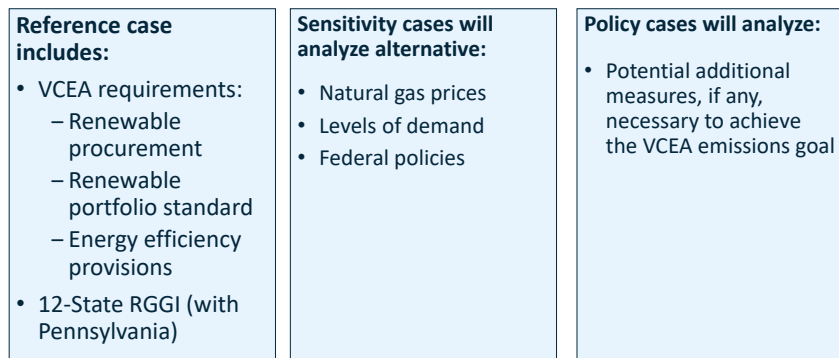 Reference case
includes:
• VCEA requirements:
– Renewable
procurement
– Renewable
portfolio standard
– Energy efficiency
provisions
• 12-State RGGI (with
Pennsylvania)
Sensitivity cases will
analyze alternative:
• Natural gas prices
• Levels of demand
• Federal policies
Policy cases will analyze:
• Potential additional
measures, if any,
necessary to achieve
the VCEA emissions goal